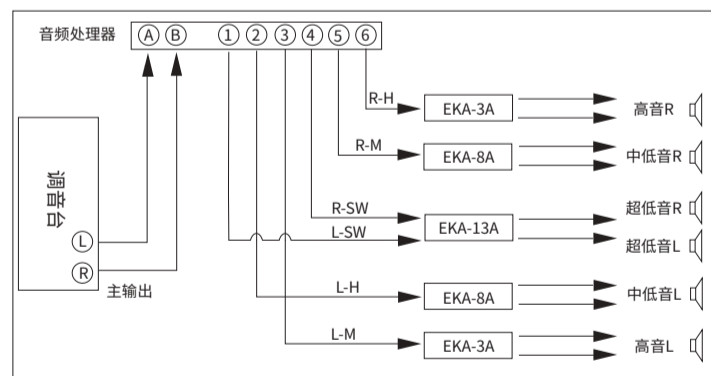 音频处理器 A B 1 2 3 4 5 6
R-H EKA-3A 高音R
R-M EKA-8A 中低音R
调音台
L
R
主输出
R-SW
L-SW
EKA-13A
超低音R
超低音L
L-H EKA-8A 中低音L
L-M EKA-3A 高音L